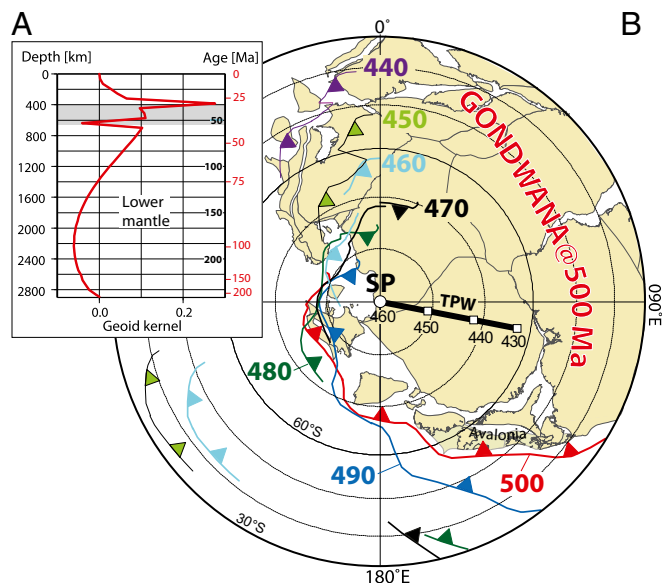 A
B
Depth [km]
Age [Ma]
0
400
800
1200
1600
2000
2400
2800
0
25
50
50
100
75
150
100
200
150
200
Lower
mantle
0.0
0.2
Geoid kernel
0°
440
450
460
470
GONDWANA@500 Ma
SP
TPW
460
450
440
430
090°E
480
Avalonia
60°S
490
500
30°S
180°E